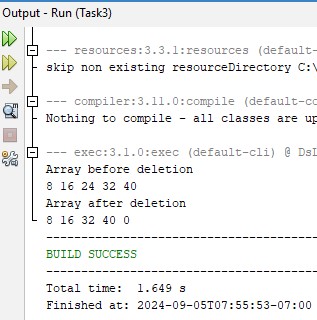 Output - Run (Task3)
--- resources:3.3.1:resources (default-
skip non existing resourceDirectory C:\
--- compiler:3.11.0:compile (default-co
Nothing to compile - all classes are up
--- exec:3.1.0:exec (default-cli) @ DsL
Array before deletion
8 16 24 32 40
Array after deletion
8 16 32 40 0
------------------------------------------
BUILD SUCCESS
------------------------------------------
Total time:  1.649 s
Finished at: 2024-09-05T07:55:53-07:00